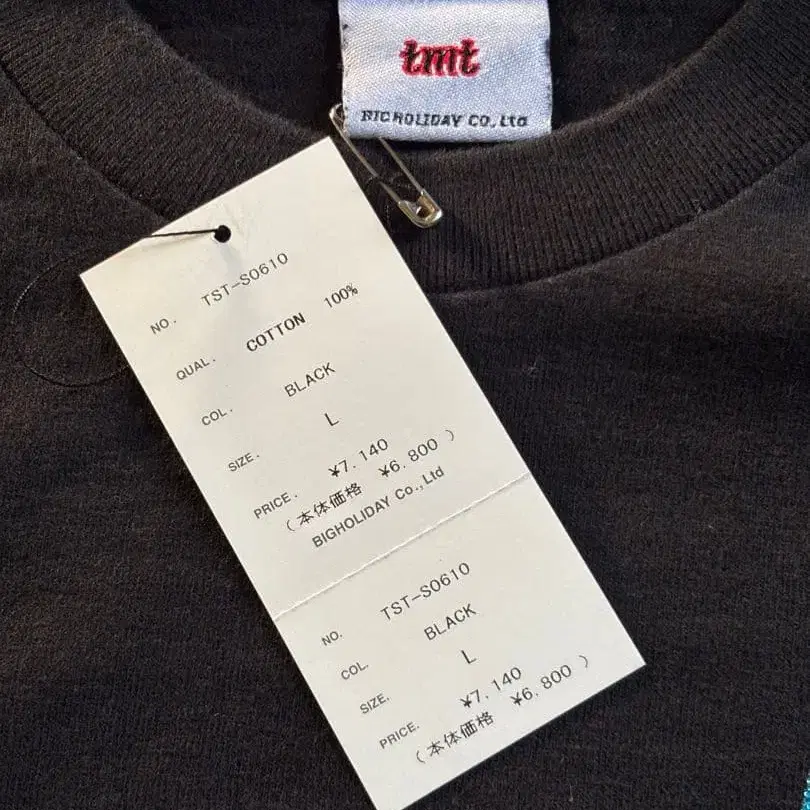 tmt
BIGHOLIDAY CO., Ltd
NO. TST-S0610
QUAL. COTTON 100%
COL. BLACK
SIZE. L
PRICE. ¥7.140
(本体価格 ¥6.800)
BIGHOLIDAY Co.,Ltd
NO. TST-S0610
COL. BLACK
SIZE. L
PRICE. ¥7.140
(本体価格 ¥6.800)